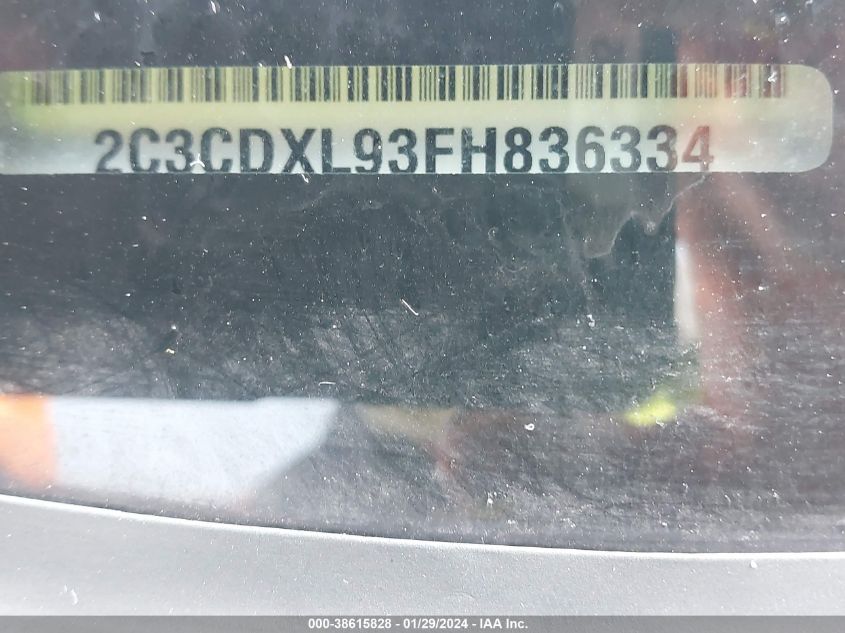 2C3CDXL93FH836334
000-38615828 - 01/29/2024 - IAA Inc.